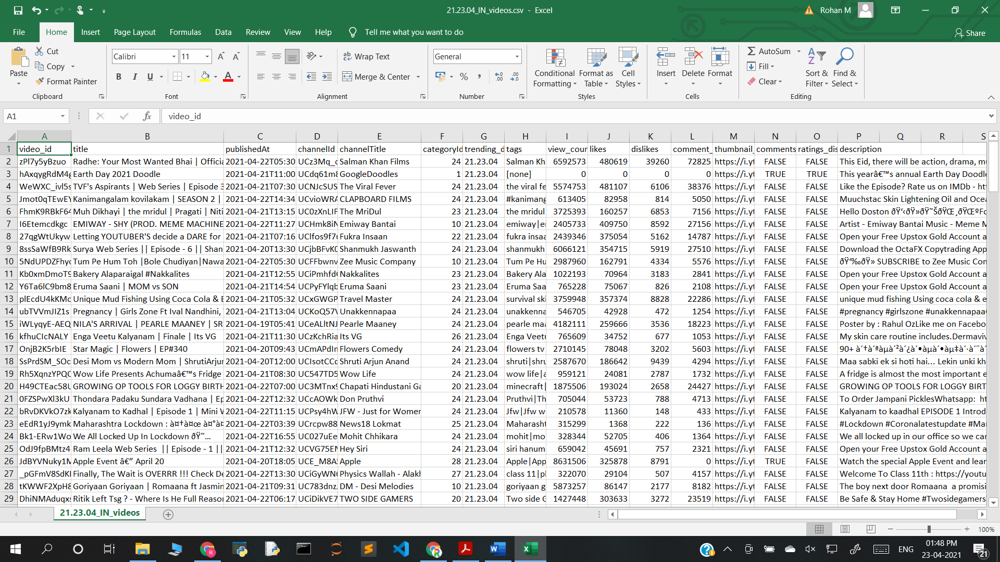 21.23.04_IN_videos.csv - Excel
Rohan M
File Home Insert Page Layout Formulas Data Review View Help Tell me what you want to do Share
Cut
Copy
Format Painter
Paste
Clipboard
Calibri 11
B I U
Font
Wrap Text
Merge & Center
Alignment
General
%
Number
Conditional Formatting
Format as Table
Cell Styles
Styles
Insert Delete Format
Cells
AutoSum
Fill
Clear
Sort & Filter
Find & Select
Editing
A1 fx video_id
A B C D E F G H I J K L M N O P Q R S
1 video_id title publishedAt channelId channelTitle categoryId trending_d tags view_coun likes dislikes comment_ thumbnail_ comments ratings_dis description
2 zPl7y5yBzuo Radhe: Your Most Wanted Bhai | Officia 2021-04-22T05:30 UCz3Mq_ Salman Khan Films 24 21.23.04 Salman Kh 6592573 480619 39260 72825 https://i.yt FALSE FALSE This Eid, there will be action, drama, mu
3 hAxqygRdM4g Earth Day 2021 Doodle 2021-04-21T11:00 UCdq61m8 GoogleDoodles 1 21.23.04 [none] 0 0 0 0 https://i.yt TRUE TRUE This yearâ€™s annual Earth Day Doodle
4 WeWXC_ivl5s TVF's Aspirants | Web Series | Episode 3 2021-04-21T07:30 UCNJcSUS The Viral Fever 24 21.23.04 the viral fe 5574753 481107 6106 38376 https://i.yt FALSE FALSE Like the Episode? Rate us on IMDb - htt
5 Jmot0qTEwEY Kanimangalam kovilakam | SEASON 2 | 2021-04-22T14:34 UCvioWRA CLAPBOARD FILMS 24 21.23.04 #kanimang 613405 82958 814 5050 https://i.yt FALSE FALSE Muuchstac Skin Lightening Oil and Ocea
6 FhmK9RBkF64 Muh Dikhayi | the mridul | Pragati | Niti 2021-04-21T13:15 UC0zXnLIF The MriDul 23 21.23.04 the mridul 3725393 160257 6853 7156 https://i.yt FALSE FALSE Hello Doston ðŸ‘‹ðŸ»ðŸ˜ŠðŸŒ¸ðŸŒºFo
7 I6Etemcdkgc EMIWAY - SHY (PROD. MEME MACHINE 2021-04-22T11:27 UCHmk8iN Emiway Bantai 10 21.23.04 emiway|e 2405733 409750 8592 27156 https://i.yt FALSE FALSE Artist - Emiway Bantai Music - Meme M
8 27qgWtUkyw Letting YOUTUBER'S decide a DARE for 2021-04-21T07:16 UClfos9f7u Fukra Insaan 22 21.23.04 fukra insaa 2439346 375054 5162 14787 https://i.yt FALSE FALSE Open your Free Upstox Gold Account a
9 8ssSaWfB9Rk Surya Web Series || Episode - 6 || Shan 2021-04-20T13:30 UCjbBFvK0 Shanmukh Jaswanth 24 21.23.04 shanmukh 6066121 354715 5919 27510 https://i.yt FALSE FALSE Download the OctaFX Copytrading App
10 5NdUPDZFhyc Tum Pe Hum Toh |Bole Chudiyan|Nawa 2021-04-22T05:30 UCFFbwnv Zee Music Company 10 21.23.04 Tum Pe Hu 2987960 162791 4334 5576 https://i.yt FALSE FALSE ðŸ‘‰ðŸ» SUBSCRIBE to Zee Music Con
11 Kb0xmDmoT9 Bakery Alaparaigal #Nakkalites 2021-04-21T12:55 UCiPmhfd Nakkalites 23 21.23.04 Bakery Ala 1022193 70964 3183 2841 https://i.yt FALSE FALSE Open your Free Upstox Gold Account a
12 Y6Ta6lC9bm8 Eruma Saani | MOM vs SON 2021-04-21T14:54 UCPyFYlqb Eruma Saani 23 21.23.04 Eruma Saa 765228 75067 826 2108 https://i.yt FALSE FALSE Open your Free Upstox Gold Account a
13 plEcdU4kKMc Unique Mud Fishing Using Coca Cola & E 2021-04-21T05:32 UCxGWGP Travel Master 24 21.23.04 survival ski 3759948 357374 8828 22286 https://i.yt FALSE FALSE unique mud fishing Using coca cola & e
14 ubTVVmJIZ1s Pregnancy | Girls Zone Ft Ival Nandhini, 2021-04-21T13:04 UCKoQ57V Unakkennapaa 24 21.23.04 unakkenna 546705 42928 472 1254 https://i.yt FALSE FALSE #pregnancy #girlszone #unakkennapaa
15 iWLyqyE-AEQ NILA'S ARRIVAL | PEARLE MAANEY | SR 2021-04-19T05:41 UCeALltNJ Pearle Maaney 24 21.23.04 pearle maa 4182111 259666 3536 18223 https://i.yt FALSE FALSE Poster by : Rahul OzLike me on Facebo
16 kfhuCIcNALY Enga Veetu Kalyanam | Finale | Its VG 2021-04-21T11:30 UCzKchRia Its VG 26 21.23.04 Enga Veetu 765609 34752 677 1053 https://i.yt FALSE FALSE My skin care routine includes.Dermaviv
17 OnjB2K5rbIE Star Magic | Flowers | EP#340 2021-04-20T09:43 UCmAPdIm Flowers Comedy 24 21.23.04 flowers tv 2710145 78048 3202 5603 https://i.yt FALSE FALSE 90+
18 SsPrdSM_SOc Desi Mom vs Modern Mom | ShrutiArjun 2021-04-20T12:00 UCIsotCCc Shruti Arjun Anand 24 21.23.04 shruti|shru 2587670 186642 9439 4294 https://i.yt FALSE FALSE Maa sabki ek si hoti hai... Lekin unki kh
19 Rh5XqnzYPQC Wow Life Presents Achumaâ€™s Fridge 2021-04-21T08:30 UC547TD5 Wow Life 24 21.23.04 wow life|a 959121 24081 2787 1732 https://i.yt FALSE FALSE A fridge is almost the most important e
20 H49CTEac58U GROWING OP TOOLS FOR LOGGY BIRTH 2021-04-22T07:00 UC3MTnx9 Chapati Hindustani Ga 20 21.23.04 minecraft| 1875506 193024 2658 24427 https://i.yt FALSE FALSE GROWING OP TOOLS FOR LOGGY BIRT
21 0FZSPwXl3kU Thondara Padaku Sundara Vadhana | Ep 2021-04-22T12:32 UCcAOWk Don Pruthvi 24 21.23.04 Pruthvi|Th 705044 53723 788 4713 https://i.yt FALSE FALSE To Order Jampani PicklesWhatsapp: ht
22 bRvDKVkO7zk Kalyanam to Kadhal | Episode 1 | Mini W 2021-04-22T11:15 UCPsy4hW JFW - Just for Women 24 21.23.04 Jfw|Jfw w 210578 11360 148 433 https://i.yt FALSE FALSE Kalyanam to kaadhal EPISODE 1 Introd
23 eEdR1yJ9ymk Maharashtra Lockdown : 2021-04-22T03:39 UCrcpw88 News18 Lokmat 25 21.23.04 Maharasht 315299 1368 222 136 https://i.yt FALSE FALSE #Lockdown #Coronalatestupdate #Mar
24 Bk1-ERw1Wo We All Locked Up In Lockdown ðŸ˜... 2021-04-22T16:55 UC027uEe Mohit Chhikara 24 21.23.04 mohit|mo 328344 52705 406 1364 https://i.yt FALSE FALSE We all locked up in our office so we can
25 OdJ9fpBMtz4 Ram Leela Web Series || Episode - 1 || 2021-04-21T12:32 UCVG75EN Hey Siri 24 21.23.04 siri hanum 659042 45691 757 2321 https://i.yt FALSE FALSE Open your Free Upstox Gold Account a
26 JdBYVNuky1M Apple Event â€” April 20 2021-04-20T18:05 UCE_M8A5 Apple 28 21.23.04 Apple|App 8631506 325878 8791 0 https://i.yt TRUE FALSE Watch the special Apple Event and lear
27 _pGFmV8SdKI Finally, The Wait is OVERRR !!! Check De 2021-04-22T13:30 UCiGyWN Physics Wallah - Alakh 27 21.23.04 class 11|pl 322070 29104 507 4157 https://i.yt FALSE FALSE Welcome To Class 11th : https://youtu
28 tKWWF2XpH8 Goriyaan Goriyaan | Romaana ft Jasmin 2021-04-21T09:31 UC783dnz. DM - Desi Melodies 10 21.23.04 goriyaan g 5873257 86147 2177 8182 https://i.yt FALSE FALSE The boy next door Romaana a promisi
29 DhiNMAduqxs Ritik Left Tsg ? - Where Is He Full Reason 2021-04-22T06:17 UCiDikVE7 TWO SIDE GAMERS 20 21.23.04 Two side G 1427448 303633 3272 23519 https://i.yt FALSE FALSE Be Safe & Stay Home #Twosidegamers
21.23.04_IN_videos
100%
ENG
01:48 PM
23-04-2021
21